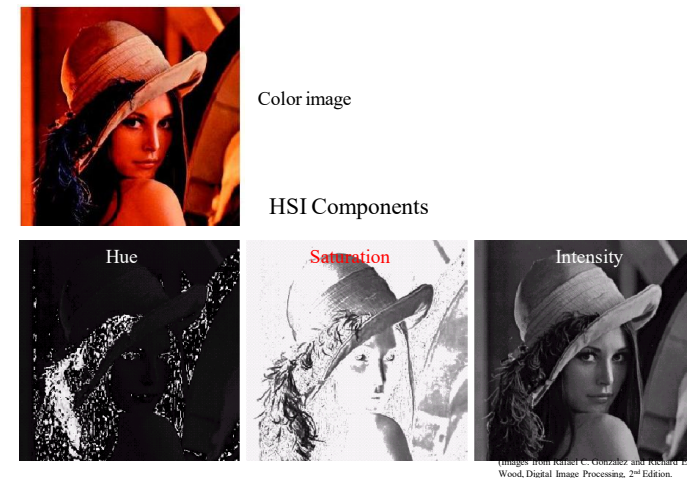 Color image
HSI Components
Hue
Saturation
Intensity
(Images from Rafael C. Gonzalez and Richard E
Wood, Digital Image Processing, 2nd Edition.